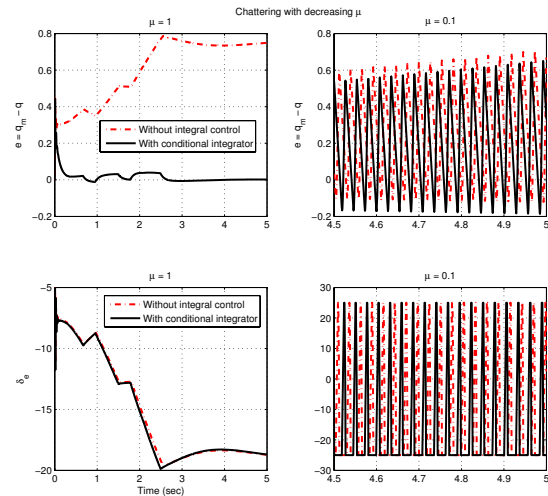 Chattering with decreasing μ
μ = 1
e = qm − q
0.8
0.6
0.4
0.2
0
−0.2
0 1 2 3 4 5
Without integral control
With conditional integrator
μ = 0.1
e = qm − q
0.8
0.6
0.4
0.2
0
−0.2
4.5 4.6 4.7 4.8 4.9 5
μ = 1
δe
−5
−10
−15
−20
0 1 2 3 4 5
Time (sec)
Without integral control
With conditional integrator
μ = 0.1
30
20
10
0
−10
−20
−30
4.5 4.6 4.7 4.8 4.9 5